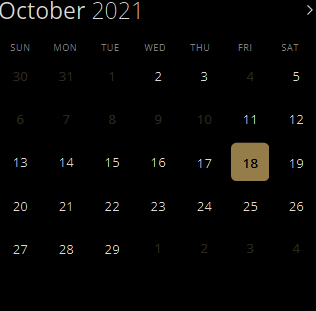 October 2021 >
SUN MON TUE WED THU FRI SAT
30 31 1 2 3 4 5
6 7 8 9 10 11 12
13 14 15 16 17 18 19
20 21 22 23 24 25 26
27 28 29 1 2 3 4